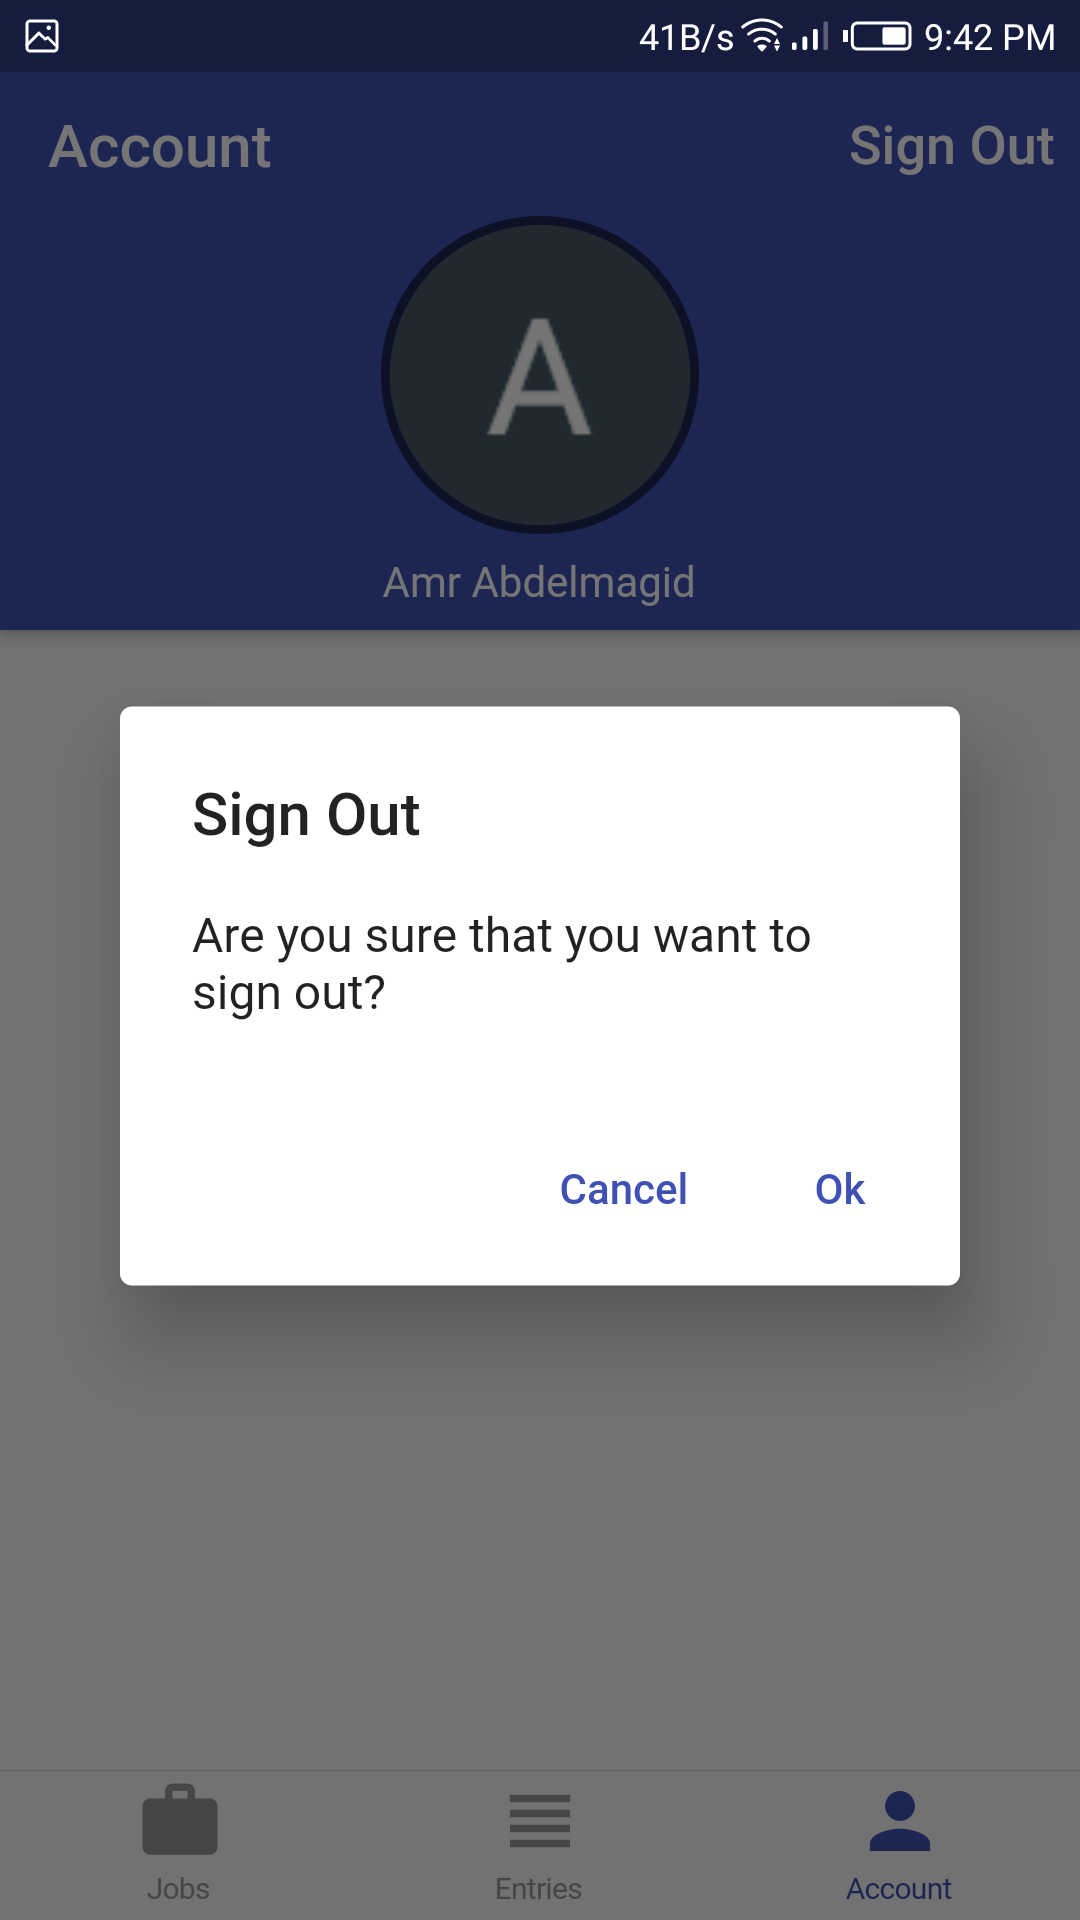 41B/s 9:42 PM
Account Sign Out
A
Amr Abdelmagid
Sign Out
Are you sure that you want to
sign out?
Cancel Ok
Jobs Entries Account